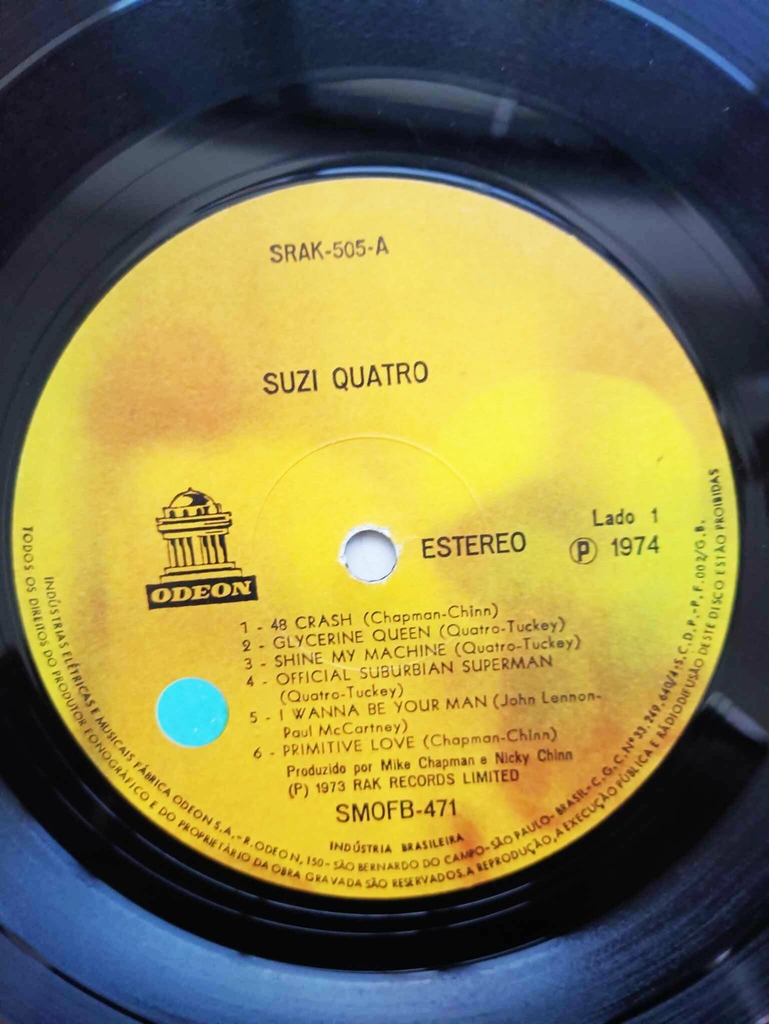 SRAK-505-A
SUZI QUATRO
ODEON
ESTEREO
Lado 1
Ⓟ 1974
1 - 48 CRASH (Chapman-Chinn)
2 - GLYCERINE QUEEN (Quatro-Tuckey)
3 - SHINE MY MACHINE (Quatro-Tuckey)
4 - OFFICIAL SUBURBIAN SUPERMAN
(Quatro-Tuckey)
5 - I WANNA BE YOUR MAN (John Lennon-
Paul McCartney)
6 - PRIMITIVE LOVE (Chapman-Chinn)
Produzido por Mike Chapman e Nicky Chinn
(P) 1973 RAK RECORDS LIMITED
SMOFB-471
INDÚSTRIA BRASILEIRA
INDÚSTRIAS ELÉTRICAS E MUSICAIS FÁBRICA ODEON S.A.-R.ODEON, 150-SÃO BERNARDO DO CAMPO-SÃO PAULO-BRASIL-C.G.C.Nº 33.249.640/4-S.C.D.P.-P.F.002/G.B.
TODOS OS DIREITOS DO PRODUTOR FONOGRÁFICO E DO PROPRIETÁRIO DA OBRA GRAVADA SÃO RESERVADOS.A REPRODUÇÃO,A EXECUÇÃO PÚBLICA E RÁDIODIFUSÃO DESTE DISCO ESTÃO PROIBIDAS